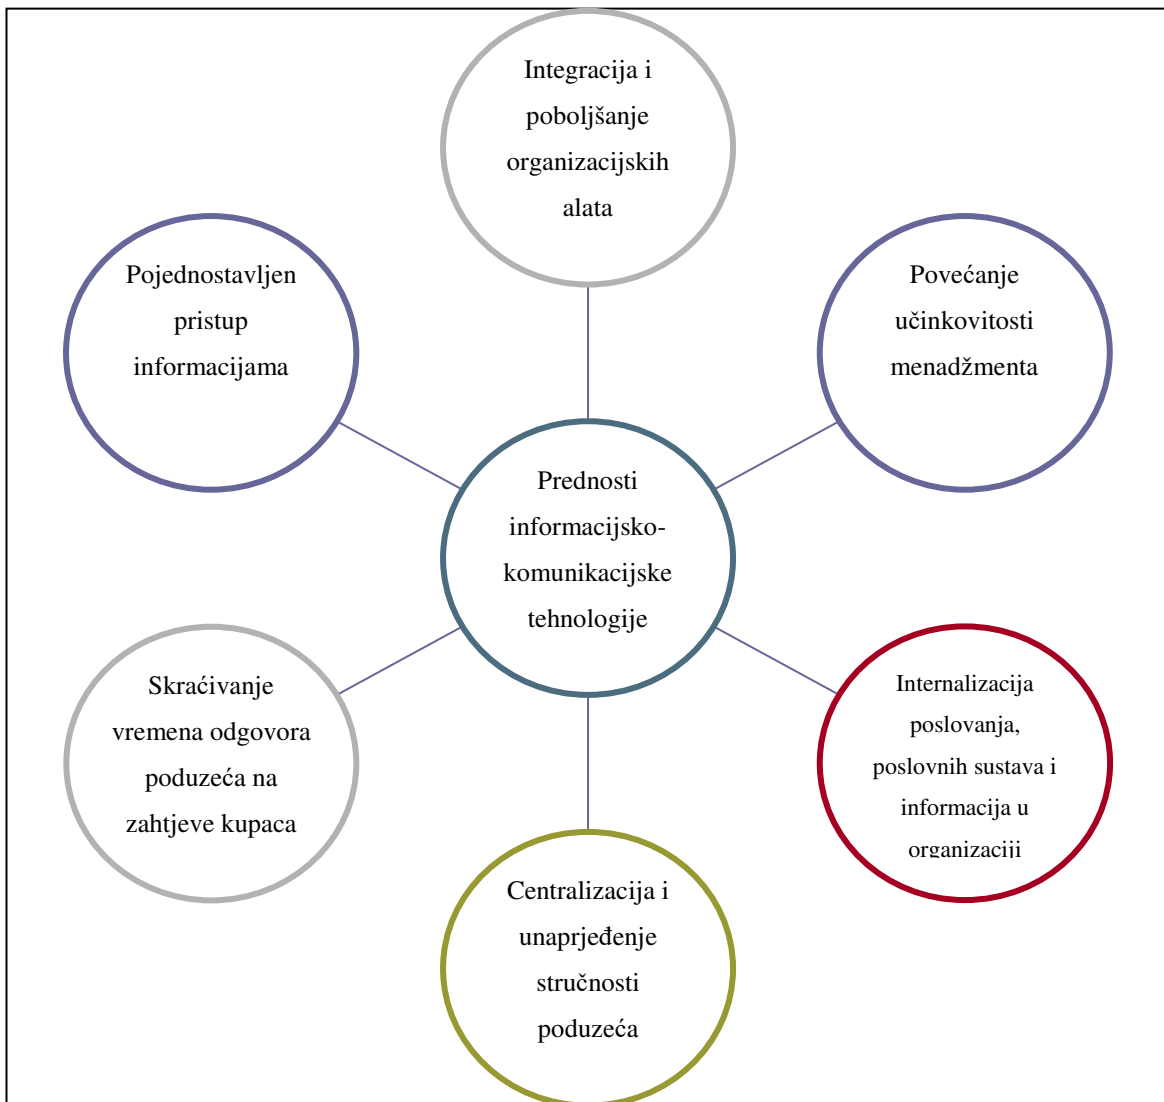 Integracija i
poboljšanje
organizacijskih
alata
Povećanje
učinkovitosti
menadžmenta
Internalizacija
poslovanja,
poslovnih sustava i
informacija u
organizaciji
Centralizacija i
unaprjeđenje
stručnosti
poduzeća
Skraćivanje
vremena odgovora
poduzeća na
zahtjeve kupaca
Pojednostavljen
pristup
informacijama
Prednosti
informacijsko-
komunikacijske
tehnologije